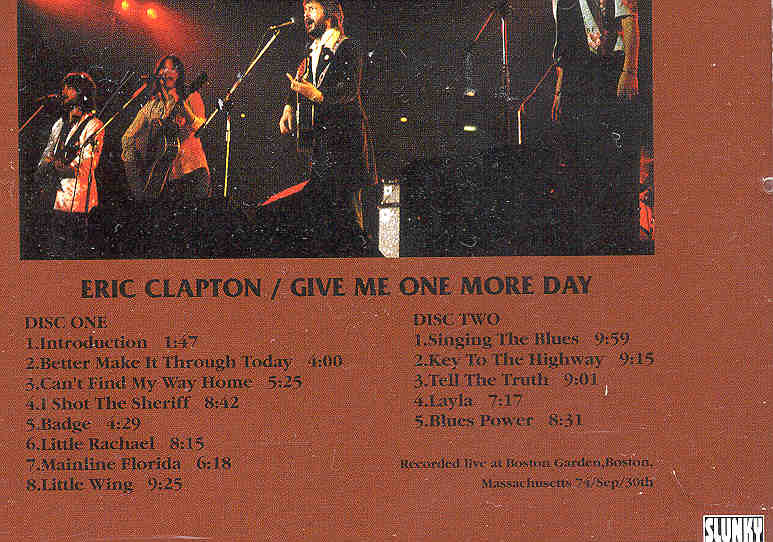 ERIC CLAPTON / GIVE ME ONE MORE DAY
DISC ONE
1.Introduction 1:47
2.Better Make It Through Today 4:00
3.Can't Find My Way Home 5:25
4.I Shot The Sheriff 8:42
5.Badge 4:29
6.Little Rachael 8:15
7.Mainline Florida 6:18
8.Little Wing 9:25
DISC TWO
1.Singing The Blues 9:59
2.Key To The Highway 9:15
3.Tell The Truth 9:01
4.Layla 7:17
5.Blues Power 8:31
Recorded live at Boston Garden,Boston,
Massachusetts 74/Sep/30th
SLUNKY